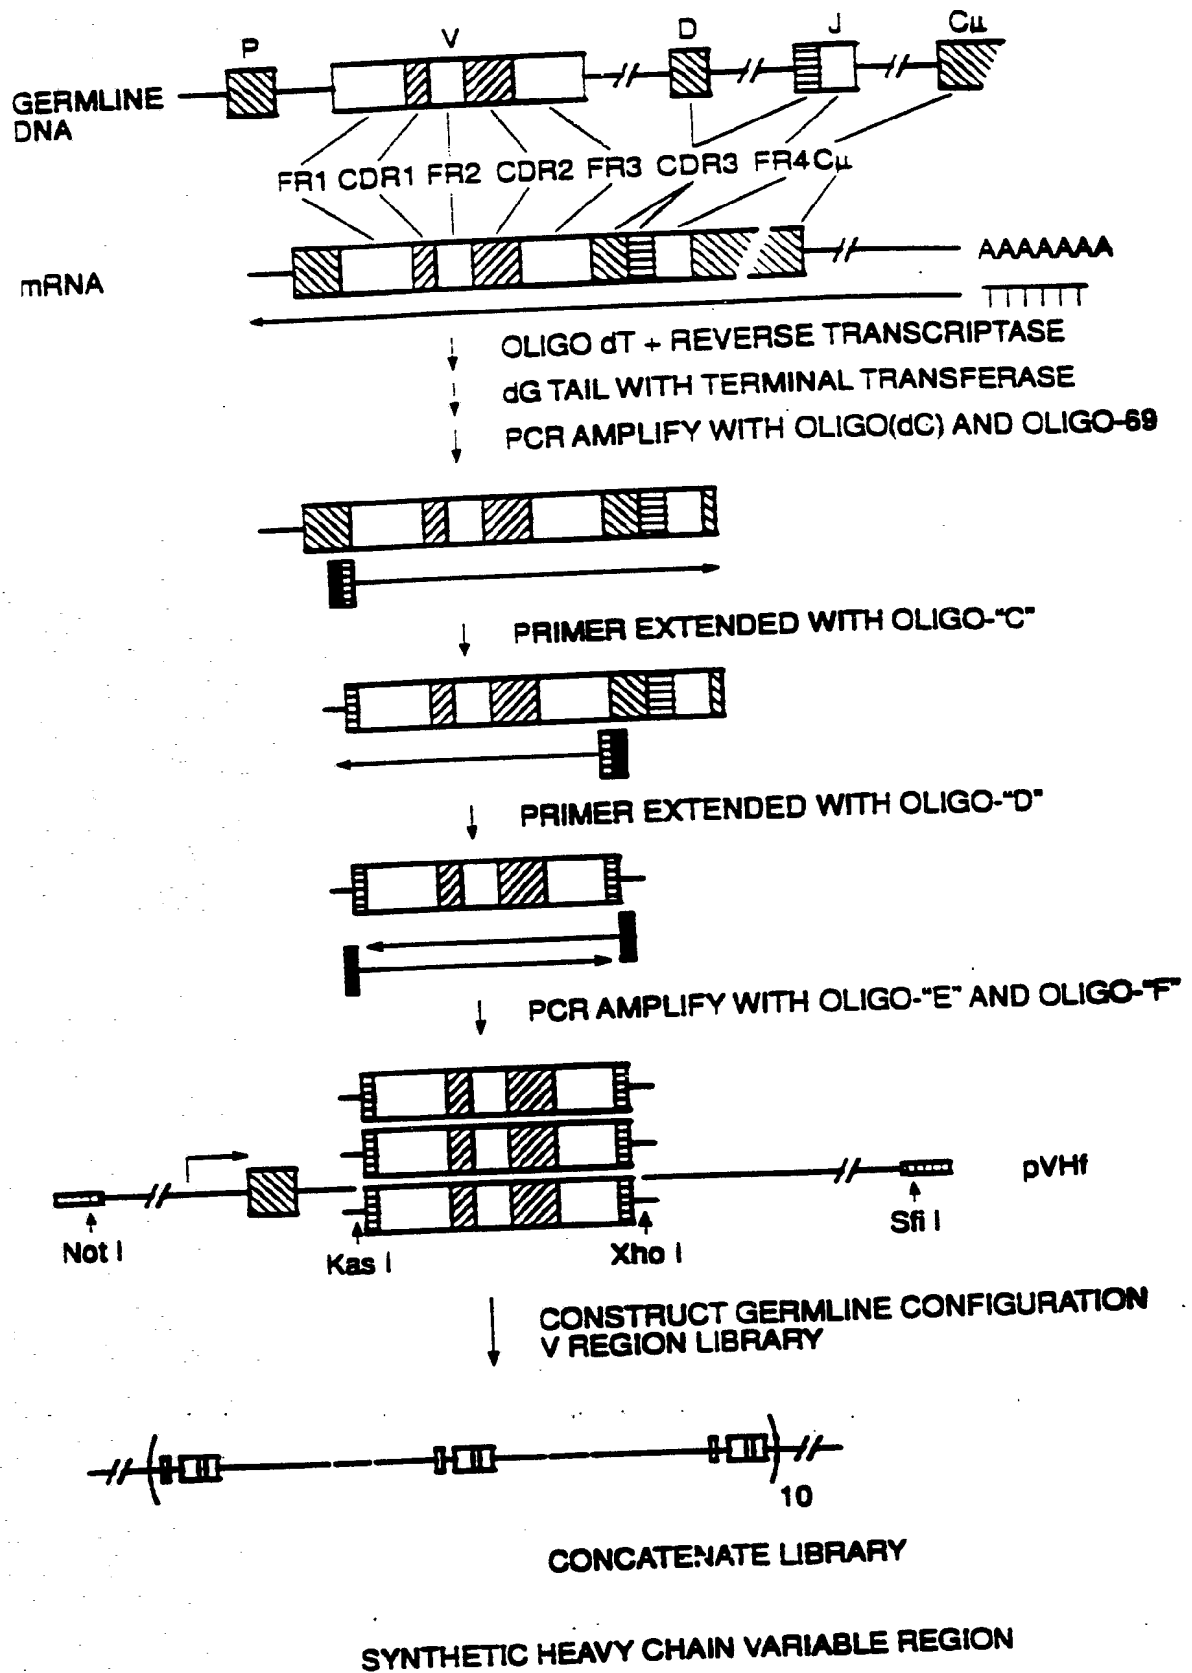 P V D J Cμ
GERMLINE
DNA
FR1 CDR1 FR2 CDR2 FR3 CDR3 FR4 Cμ
mRNA
AAAAAAA
TTTTTT
OLIGO dT + REVERSE TRANSCRIPTASE
dG TAIL WITH TERMINAL TRANSFERASE
PCR AMPLIFY WITH OLIGO(dC) AND OLIGO-69
PRIMER EXTENDED WITH OLIGO-"C"
PRIMER EXTENDED WITH OLIGO-"D"
PCR AMPLIFY WITH OLIGO-"E" AND OLIGO-"F"
pVHf
Not I Kas I Xho I Sfi I
CONSTRUCT GERMLINE CONFIGURATION
V REGION LIBRARY
10
CONCATENATE LIBRARY
SYNTHETIC HEAVY CHAIN VARIABLE REGION